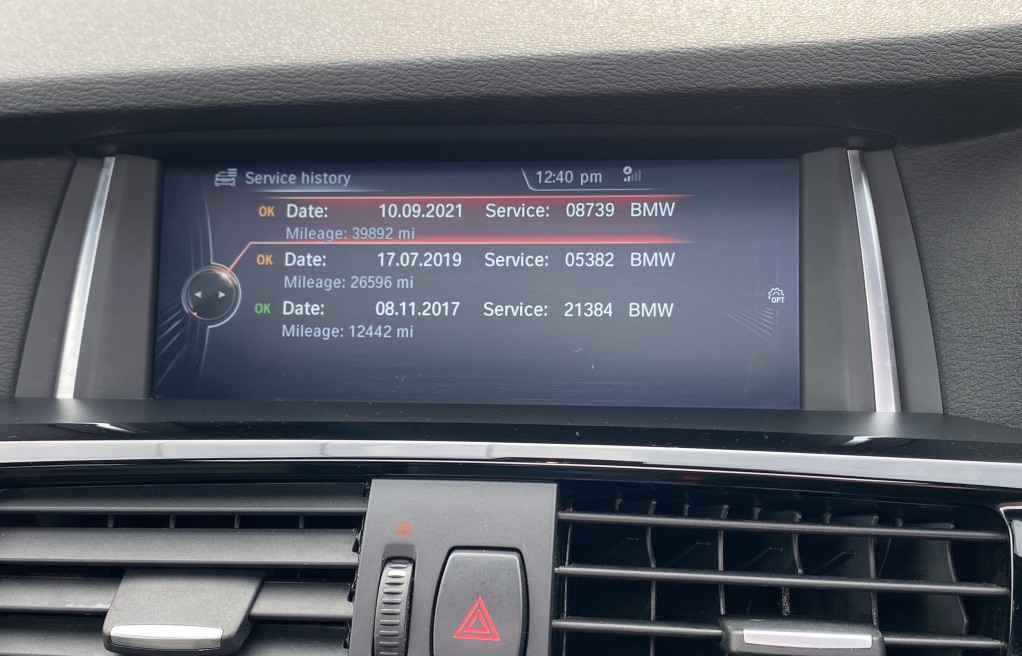 Service history
12:40 pm
OK Date: 10.09.2021 Service: 08739 BMW
Mileage: 39892 mi
OK Date: 17.07.2019 Service: 05382 BMW
Mileage: 26596 mi
OPT
OK Date: 08.11.2017 Service: 21384 BMW
Mileage: 12442 mi